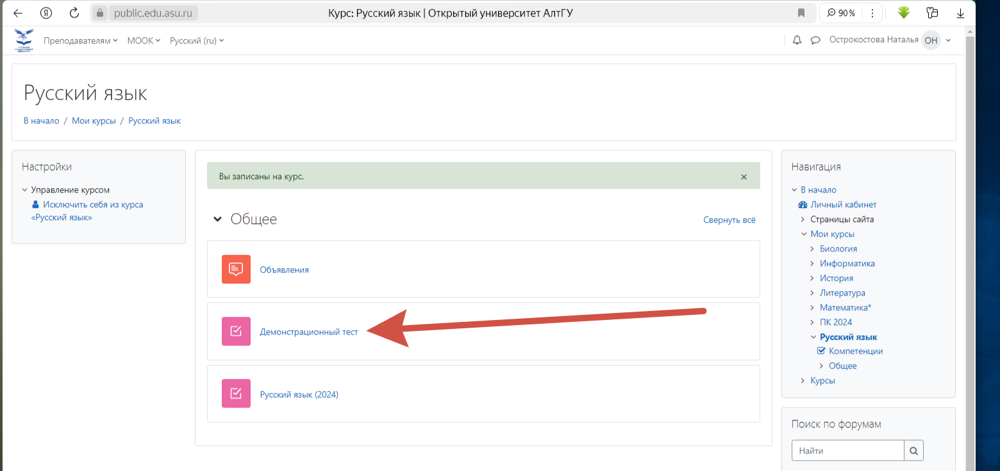 public.edu.asu.ru
Курс: Русский язык | Открытый университет АлтГУ
90 %
Преподавателям
МООК
Русский (ru)
Острокостова Наталья
ОН
Русский язык
В начало / Мои курсы / Русский язык
Настройки
Управление курсом
Исключить себя из курса
«Русский язык»
Вы записаны на курс.
Общее
Свернуть всё
Объявления
Демонстрационный тест
Русский язык (2024)
Навигация
В начало
Личный кабинет
Страницы сайта
Мои курсы
Биология
Информатика
История
Литература
Математика*
ПК 2024
Русский язык
Компетенции
Общее
Курсы
Поиск по форумам
Найти